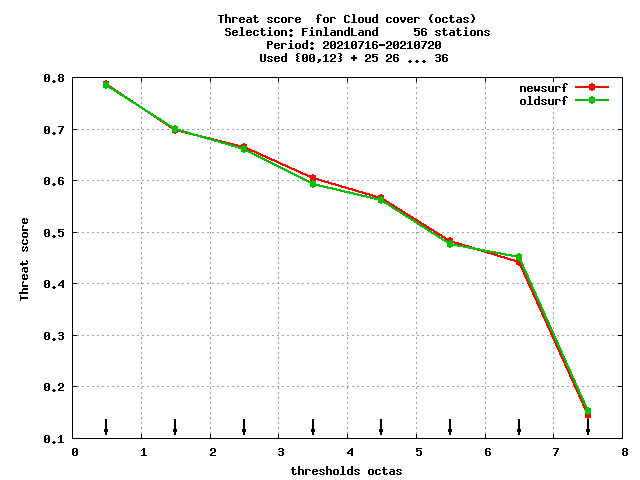 Threat score  for Cloud cover (octas)
Selection: FinlandLand     56 stations
Period: 20210716-20210720
Used {00,12} + 25 26 ... 36
newsurf
oldsurf
Threat score
0.8
0.7
0.6
0.5
0.4
0.3
0.2
0.1
0 1 2 3 4 5 6 7 8
thresholds octas